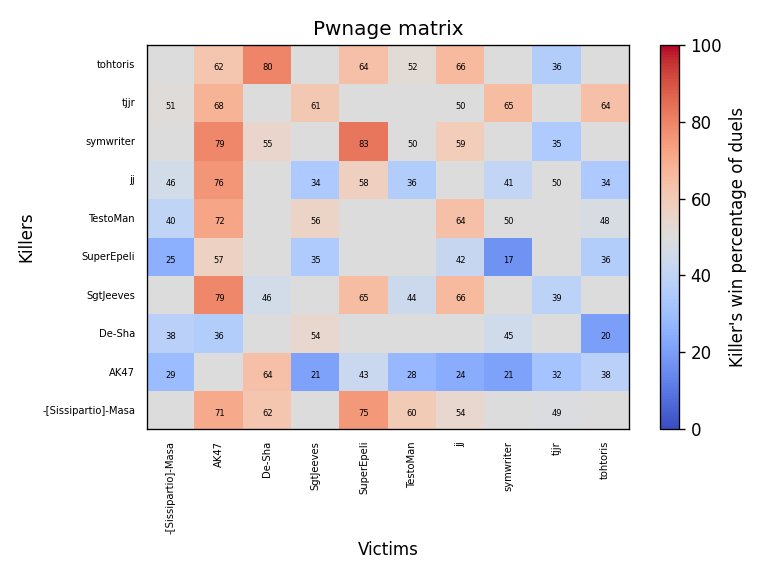 Pwnage matrix
tohtoris 62 80 64 52 66 36
tjjr 51 68 61 50 65 64
symwriter 79 55 83 50 59 35
jj 46 76 34 58 36 41 50 34
TestoMan 40 72 56 64 50 48
SuperEpeli 25 57 35 42 17 36
SgtJeeves 79 46 65 44 66 39
De-Sha 38 36 54 45 20
AK47 29 64 21 43 28 24 21 32 38
-[Sissipartio]-Masa 71 62 75 60 54 49
-[Sissipartio]-Masa
AK47
De-Sha
SgtJeeves
SuperEpeli
TestoMan
jj
symwriter
tjjr
tohtoris
Victims
Killers
100
80
60
40
20
0
Killer's win percentage of duels